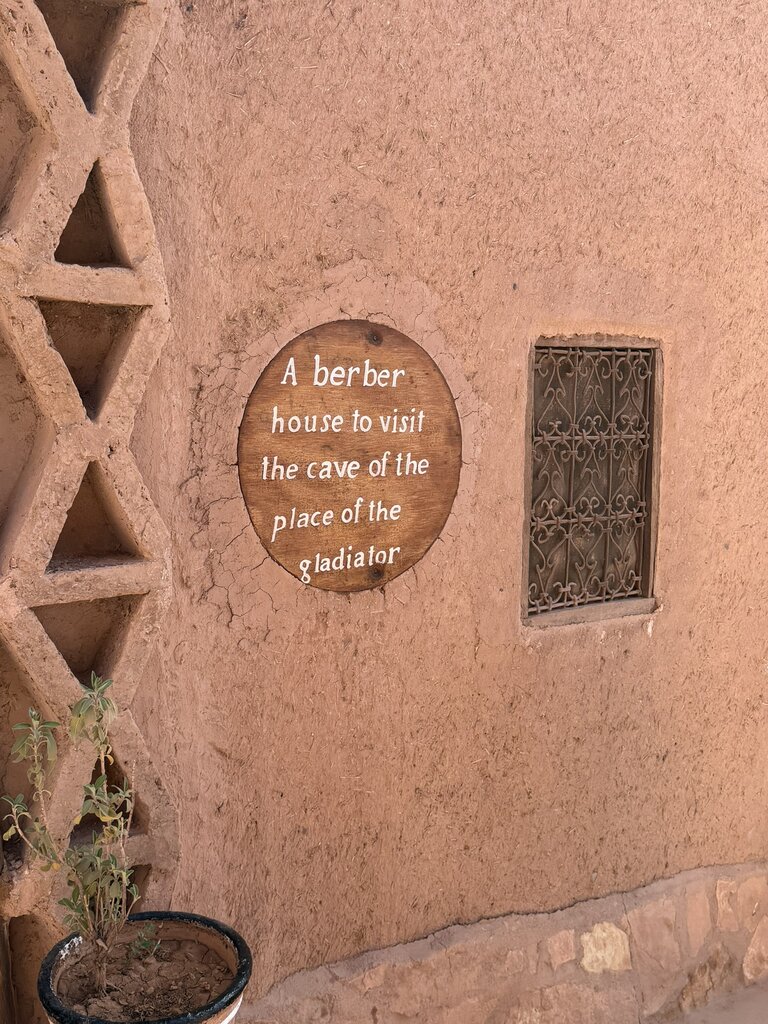 A berber
house to visit
the cave of the
place of the
gladiator